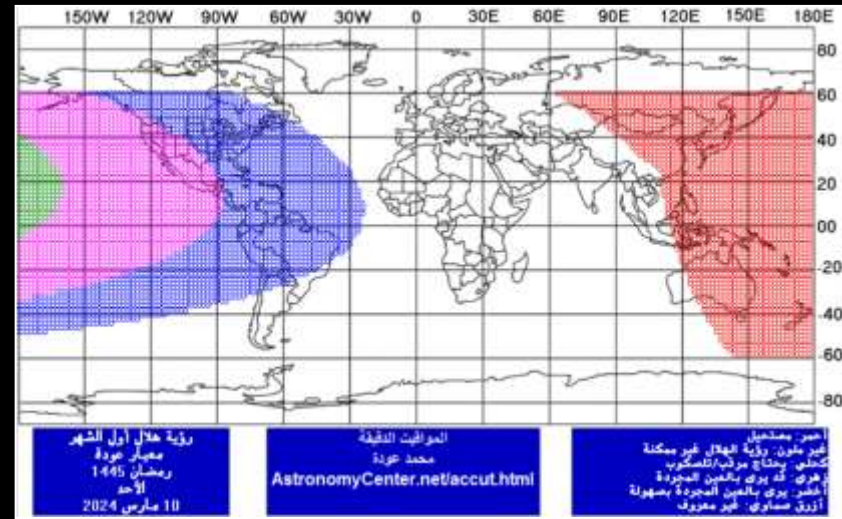 150W 120W 90W 60W 30W 0 30E 60E 90E 120E 150E 180E
80
60
40
20
00
-20
-40
-60
-80
رؤية هلال أول الشهر
معيار عودة
رمضان 1445
الأحد
10 مارس 2024
المواقيت الدقيقة
محمد عودة
AstronomyCenter.net/accut.html
أحمر: مستحيل
غير ملون: رؤية الهلال غير ممكنة
كحلي: يحتاج مرقب/تلسكوب
زهري: قد يرى بالعين المجردة
أخضر: يرى بالعين المجردة بسهولة
أزرق سماوي: غير معروف